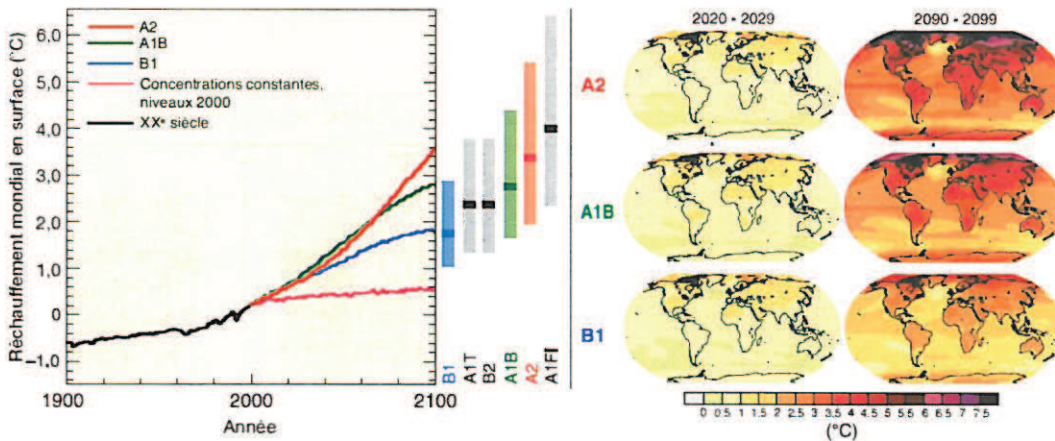 Réchauffement mondial en surface (°C)
6,0
5,0
4,0
3,0
2,0
1,0
0
–1,0
A2
A1B
B1
Concentrations constantes,
niveaux 2000
XXe siècle
1900
2000
2100
Année
B1
A1T
B2
A1B
A2
A1FI
2020 - 2029
2090 - 2099
A2
A1B
B1
0 0.5 1 1.5 2 2.5 3 3.5 4 4.5 5 5.5 6 6.5 7 7.5
(°C)